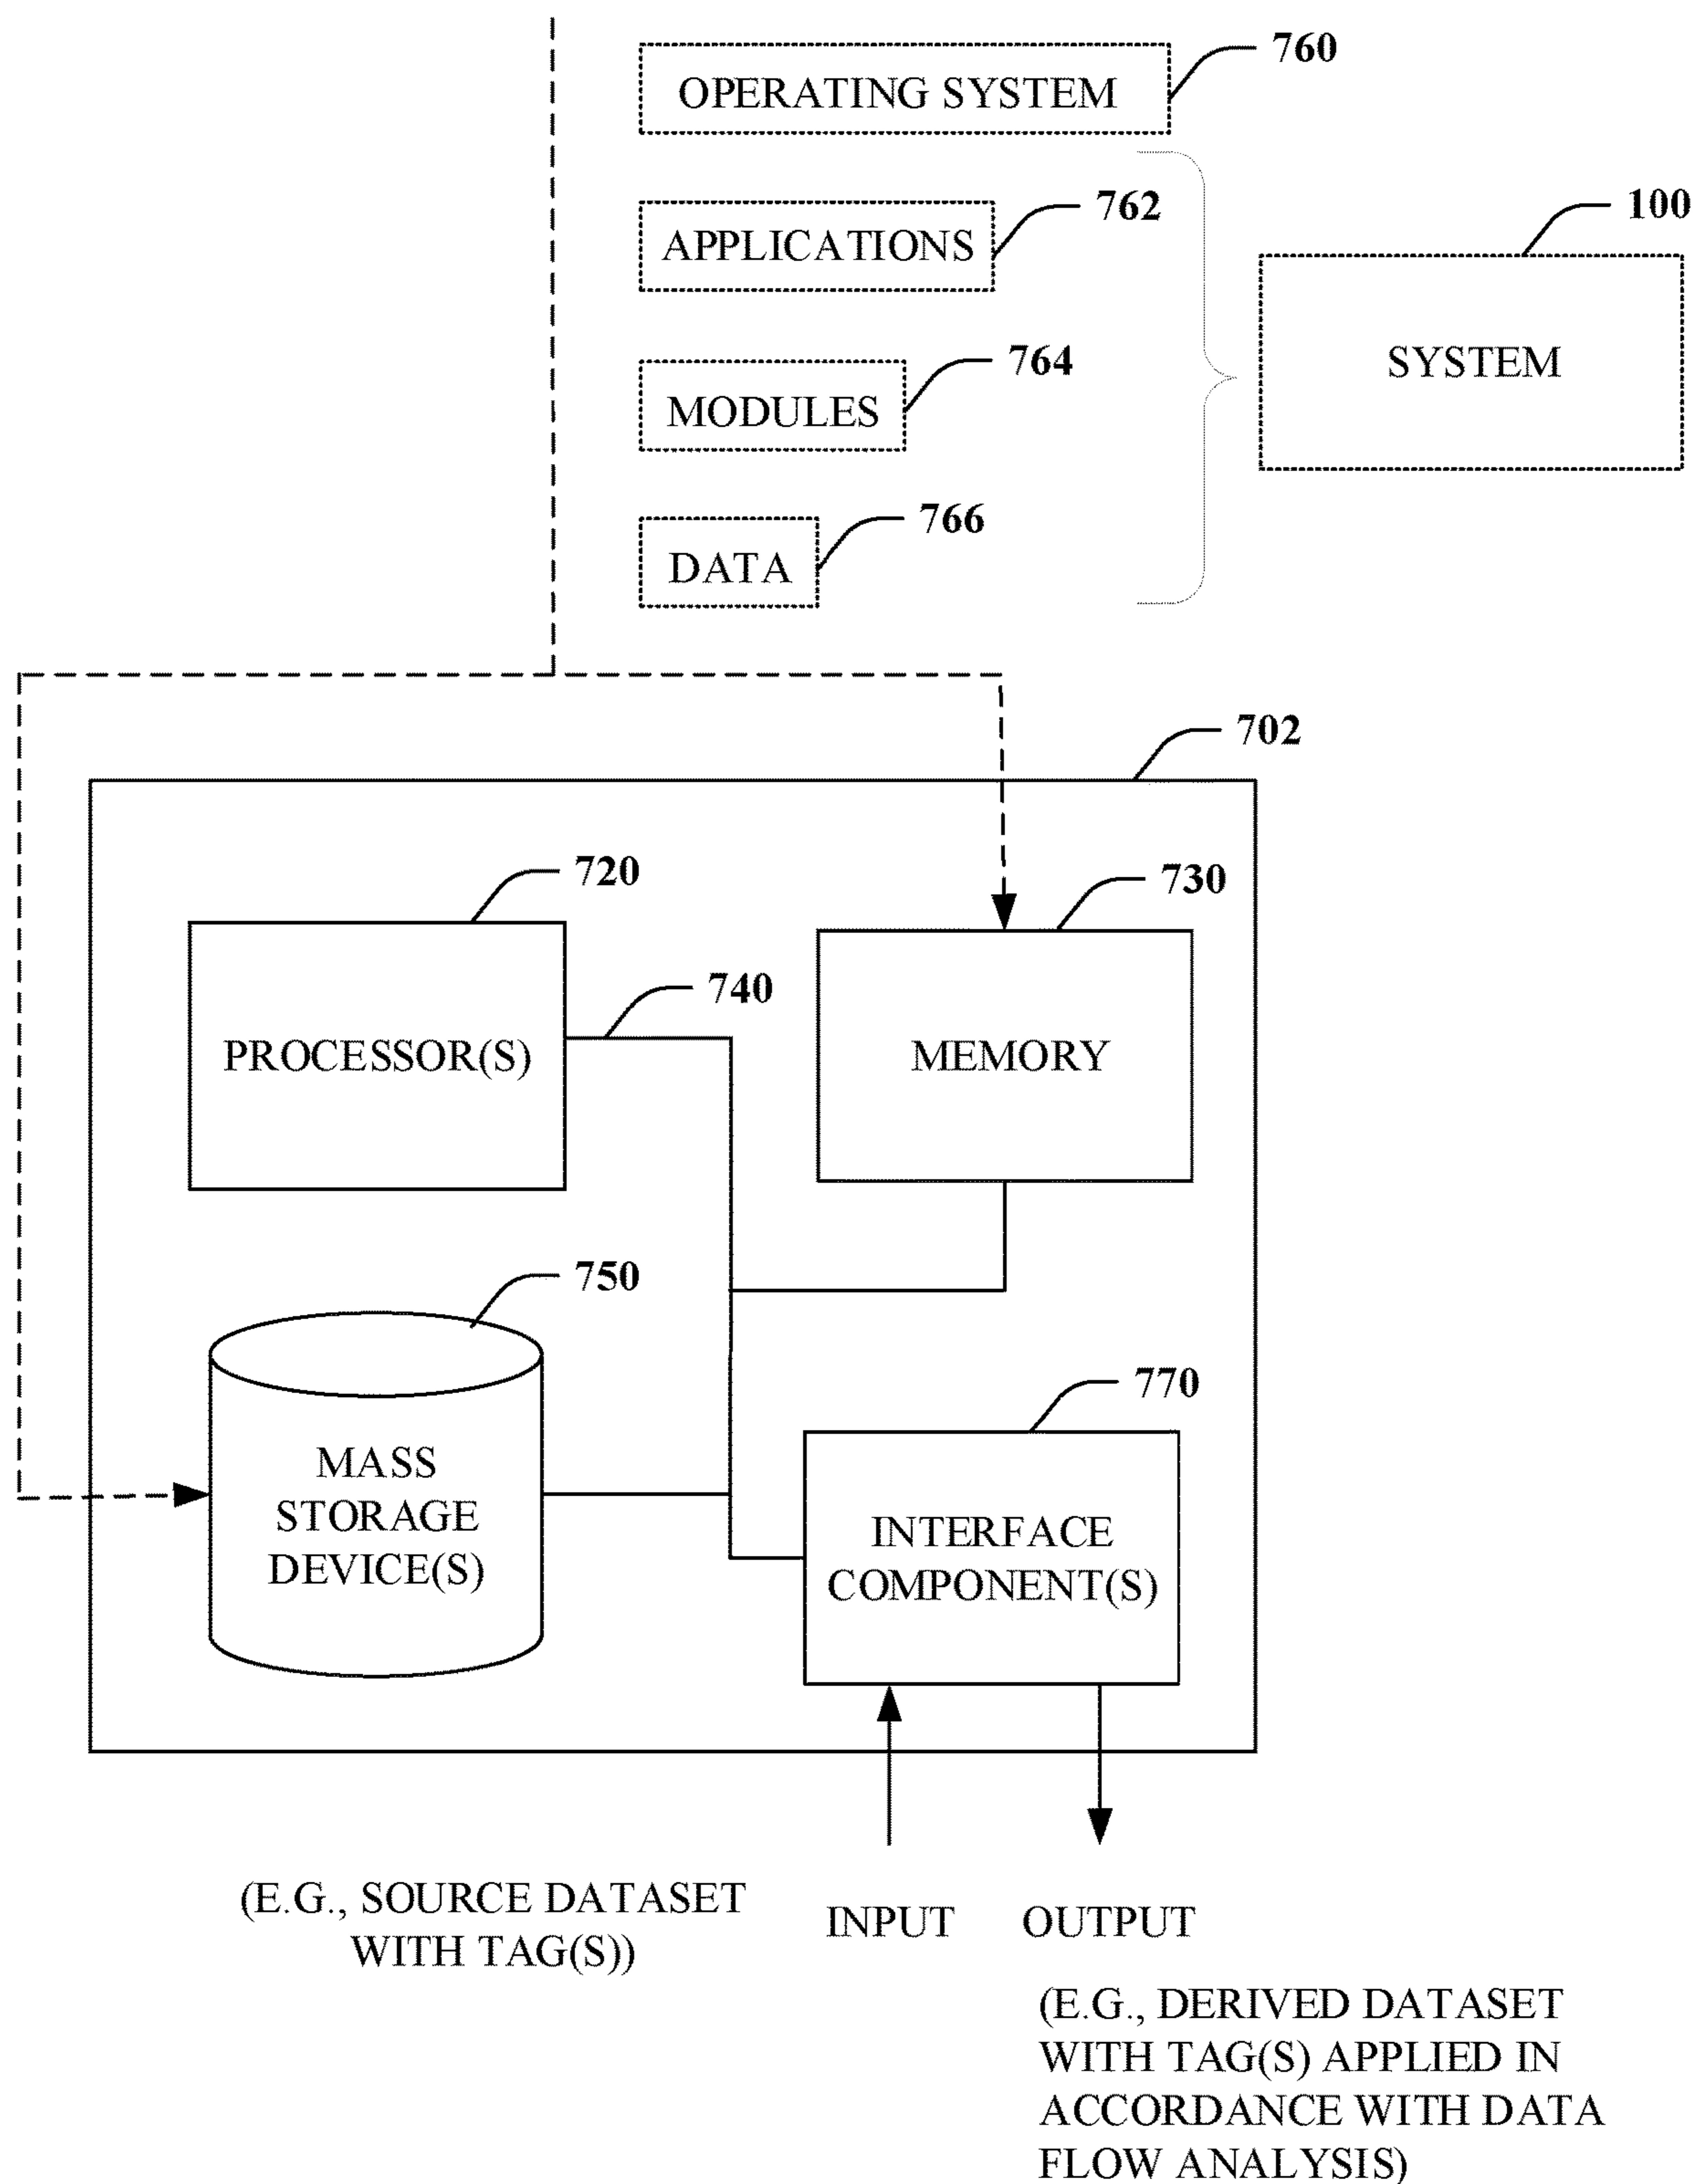 760
OPERATING SYSTEM
762
100
APPLICATIONS
SYSTEM
764
MODULES
766
DATA
702
720
730
740
PROCESSOR(S)
MEMORY
750
770
MASS
STORAGE
DEVICE(S)
INTERFACE
COMPONENT(S)
(E.G., SOURCE DATASET
WITH TAG(S))
INPUT
OUTPUT
(E.G., DERIVED DATASET
WITH TAG(S) APPLIED IN
ACCORDANCE WITH DATA
FLOW ANALYSIS)